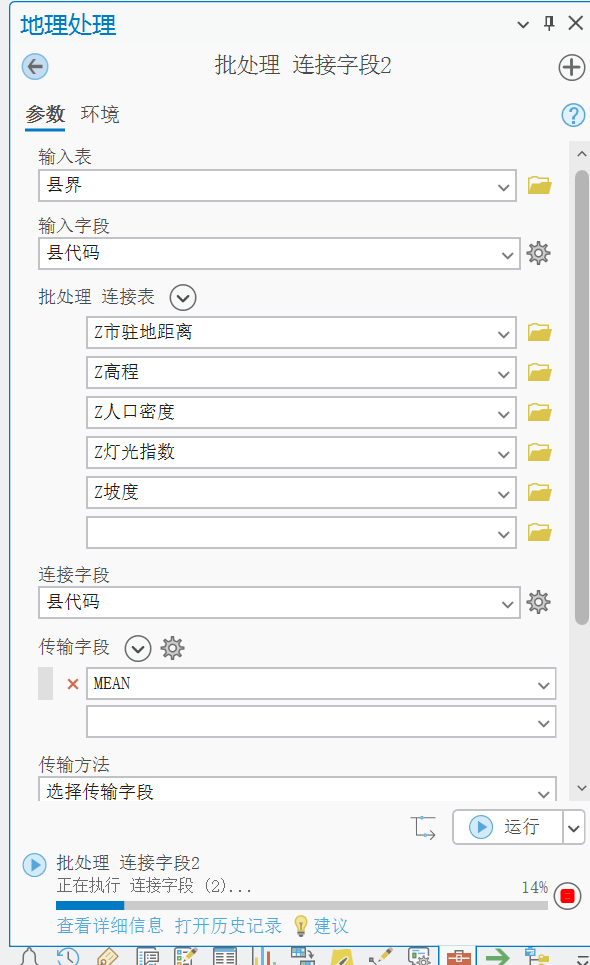 地理处理
批处理 连接字段2
参数 环境
输入表
县界
输入字段
县代码
批处理 连接表
Z市驻地距离
Z高程
Z人口密度
Z灯光指数
Z坡度
连接字段
县代码
传输字段
MEAN
传输方法
选择传输字段
运行
批处理 连接字段2
正在执行 连接字段 (2)...
14%
查看详细信息 打开历史记录 建议